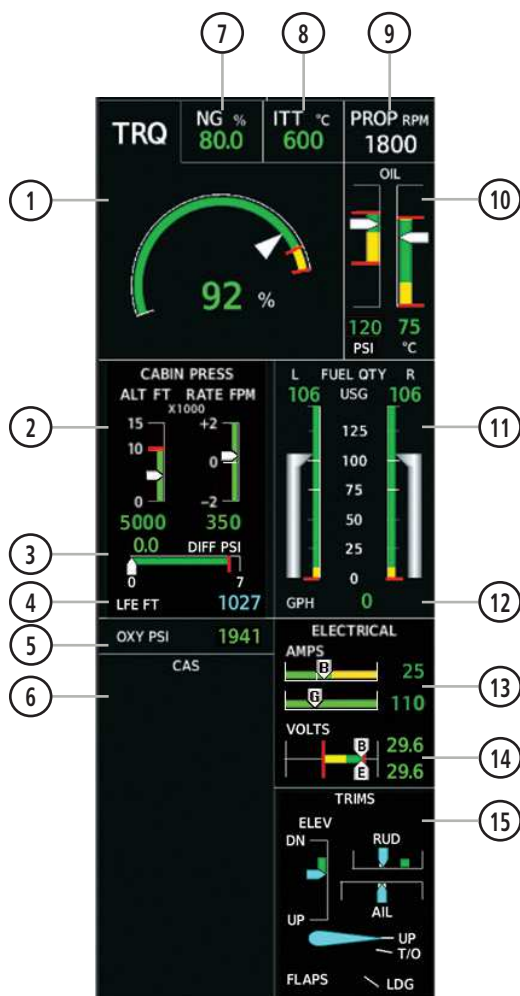 7 8 9
NG % ITT °C PROP RPM
TRQ 80.0 600 1800
OIL
1 10
92 %
120 75
PSI °C
CABIN PRESS
ALT FT RATE FPM
X1000
15 +2
10 0
0 -2
5000 350
2
0.0 DIFF PSI
3
0 7
LFE FT 1027
4
OXY PSI 1941
5
CAS
6
L FUEL QTY R
106 USG 106
125
11
100
75
50
25
0
GPH 0
12
ELECTRICAL
AMPS
B 25
13
G 110
VOLTS
B 29.6
14
E 29.6
TRIMS
15
ELEV
DN RUD
UP AIL
UP
T/O
FLAPS LDG